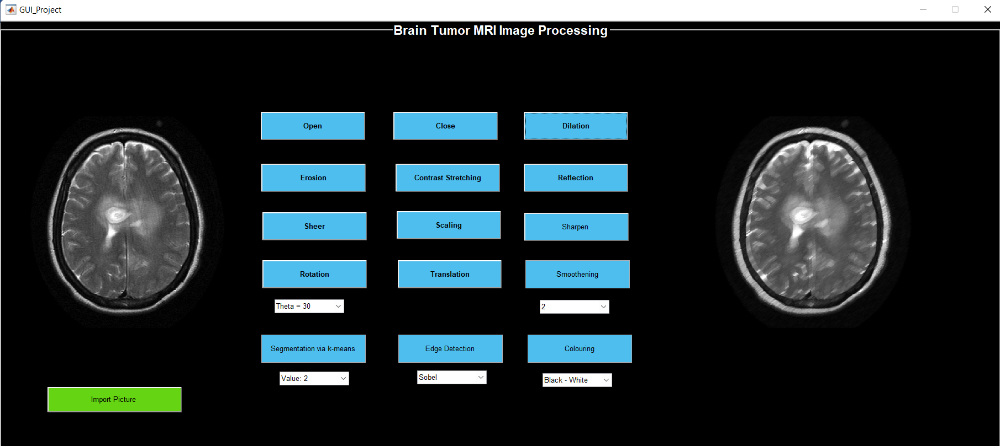 GUI_Project
Brain Tumor MRI Image Processing
Open
Close
Dilation
Erosion
Contrast Stretching
Reflection
Sheer
Scaling
Sharpen
Rotation
Translation
Smoothening
Theta = 30
2
Segmentation via k-means
Edge Detection
Colouring
Value: 2
Sobel
Black - White
Import Picture